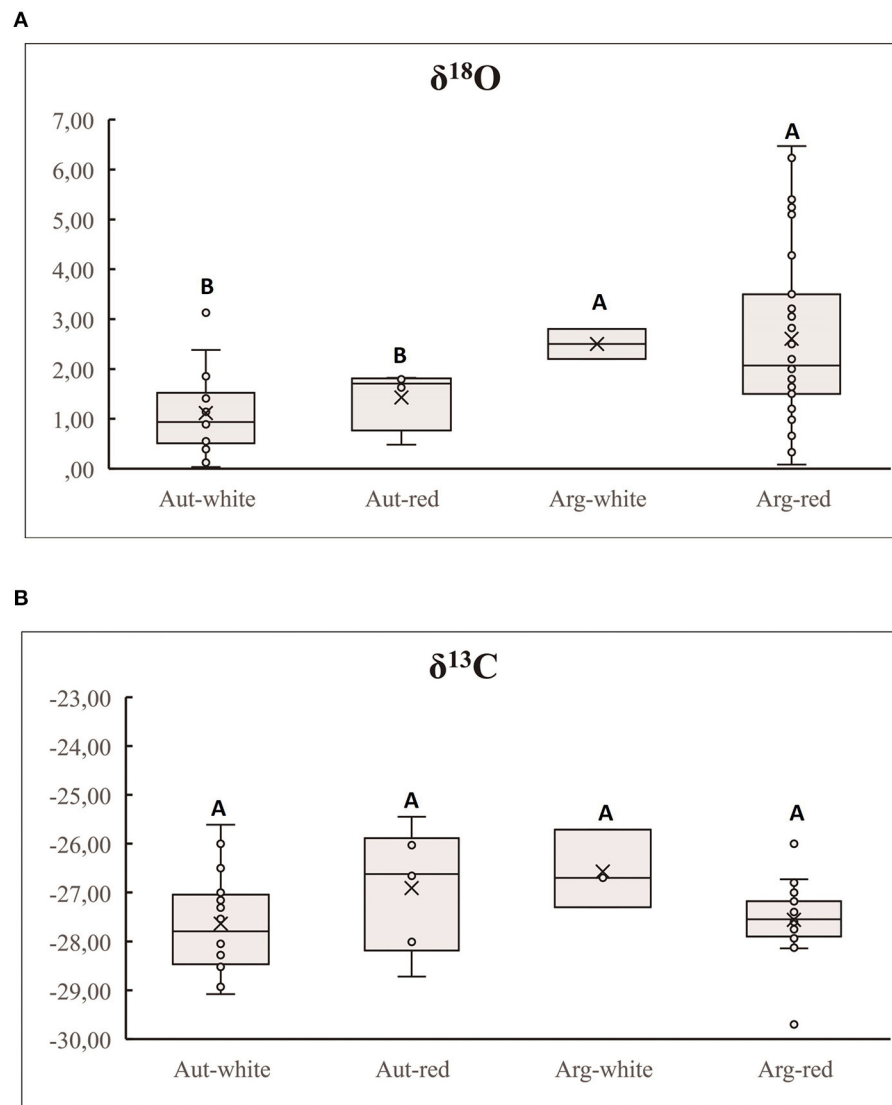 A
δ¹⁸O
7,00
6,00
5,00
4,00
3,00
2,00
1,00
,00
B
B
A
A
Aut-white Aut-red Arg-white Arg-red
B
δ¹³C
-23,00
-24,00
-25,00
-26,00
-27,00
-28,00
-29,00
-30,00
A A A A
Aut-white Aut-red Arg-white Arg-red